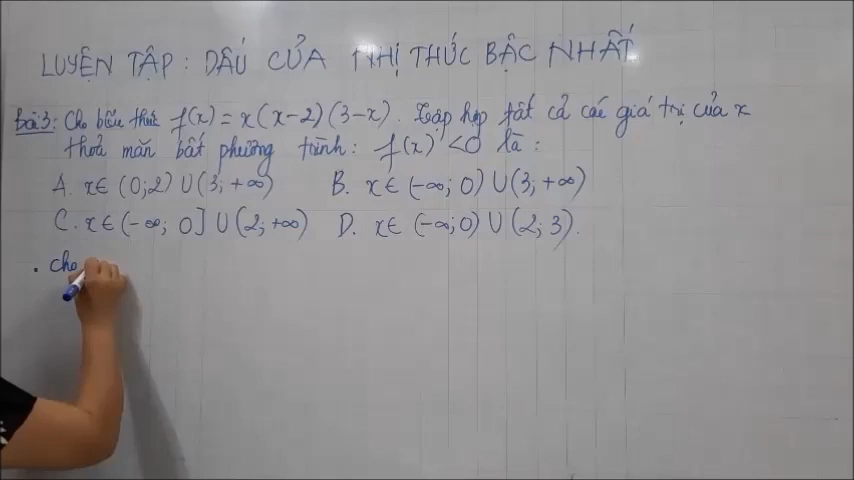 LUYỆN TẬP : DẤU CỦA NHỊ THỨC BẬC NHẤT
bài 3: Cho biểu thức f(x) = x(x-2)(3-x). Tập hợp tất cả các giá trị của x
thoả mãn bất phương trình: f(x) <0 là :
A. x∈ (0;2) ∪ (3; +∞) B. x∈ (-∞; 0) ∪ (3; +∞)
C. x∈ (-∞; 0] ∪ (2; +∞) D. x∈ (-∞;0) ∪ (2; 3).
. cho